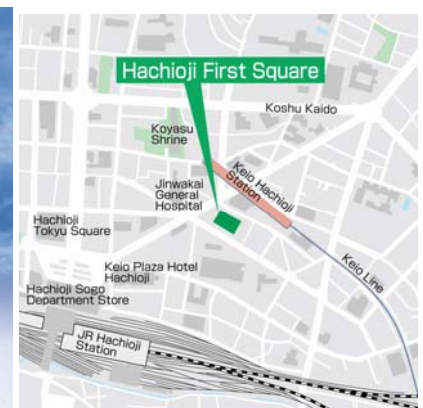 Hachioji First Square
Koshu Kaido
Koyasu
Shrine
Keio Hachioji
Station
Jinwakai
General
Hospital
Hachioji
Tokyu Square
Keio Line
Keio Plaza Hotel
Hachioji
Hachioji Sogo
Department Store
JR Hachioji
Station